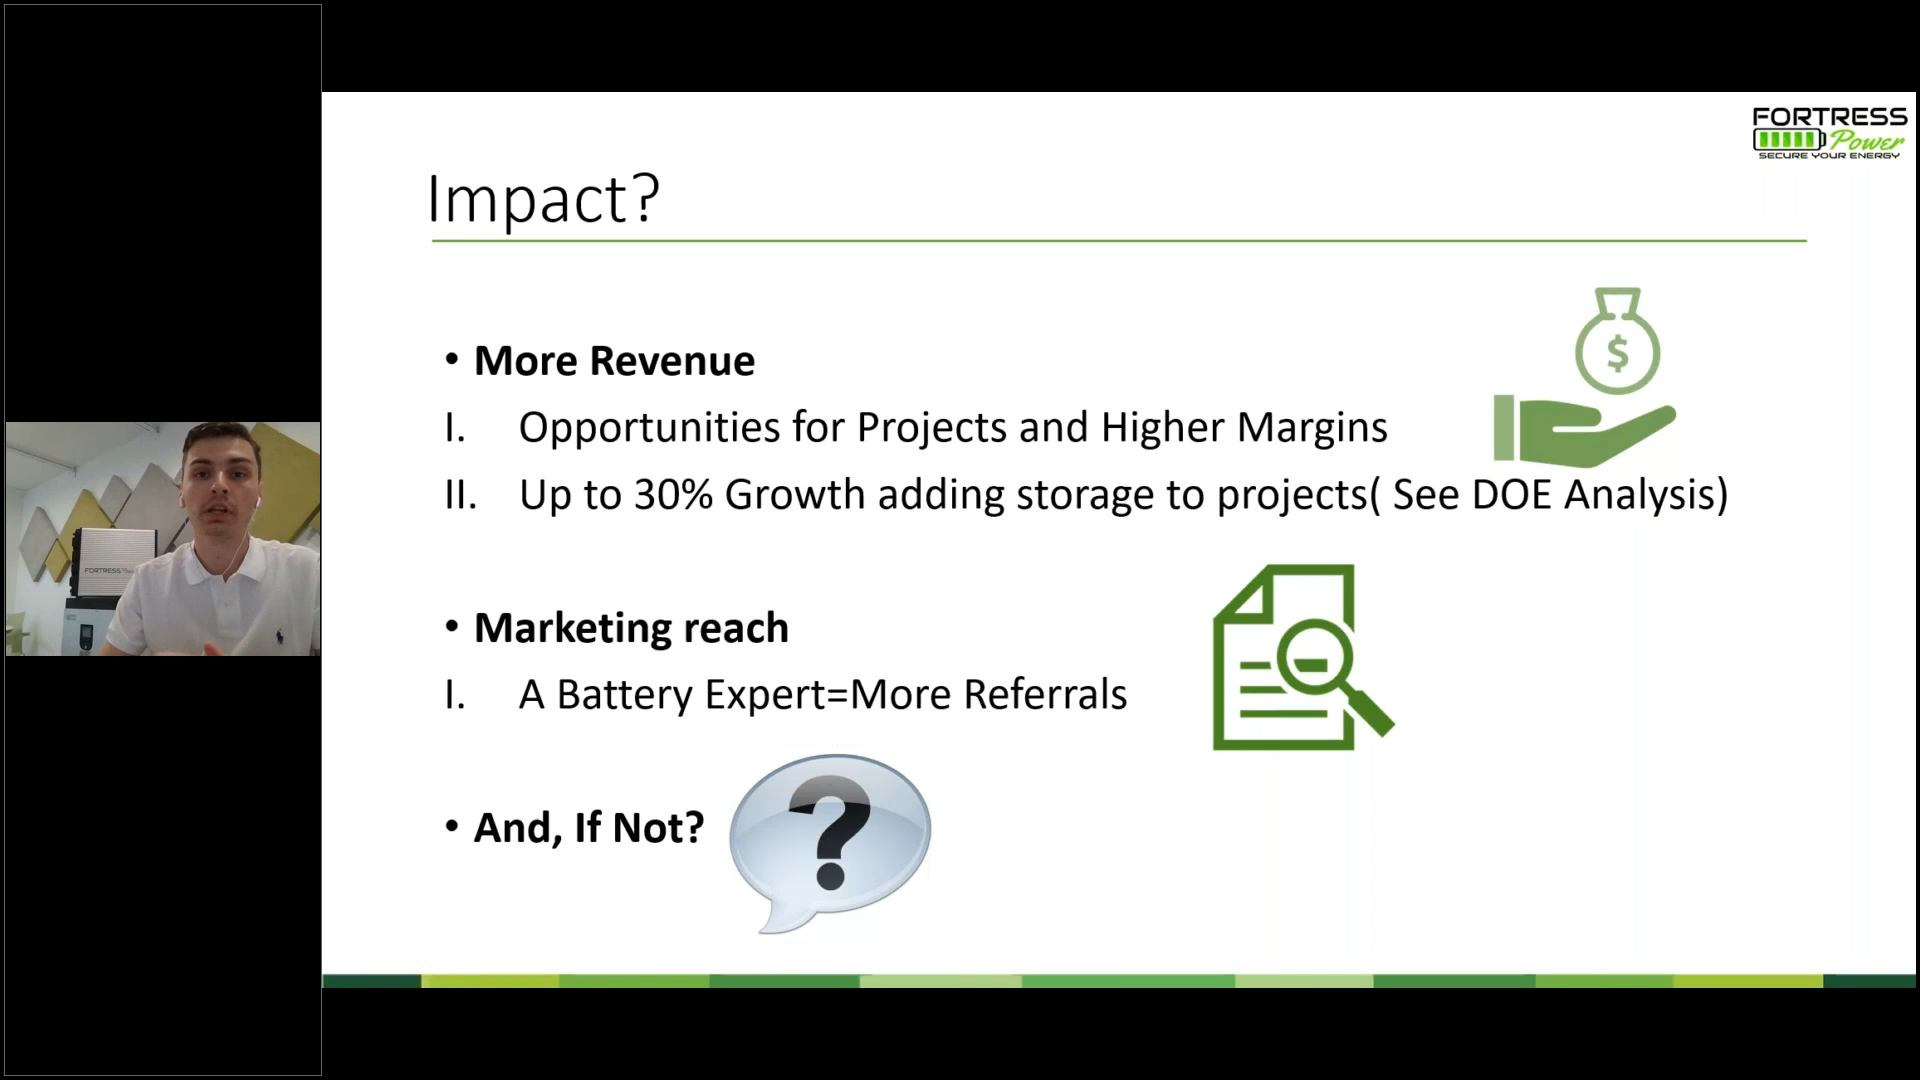 FORTRESS
Power
SECURE YOUR ENERGY
Impact?
$
• More Revenue
I. Opportunities for Projects and Higher Margins
II. Up to 30% Growth adding storage to projects( See DOE Analysis)
• Marketing reach
I. A Battery Expert=More Referrals
• And, If Not?
?
FORTRESS